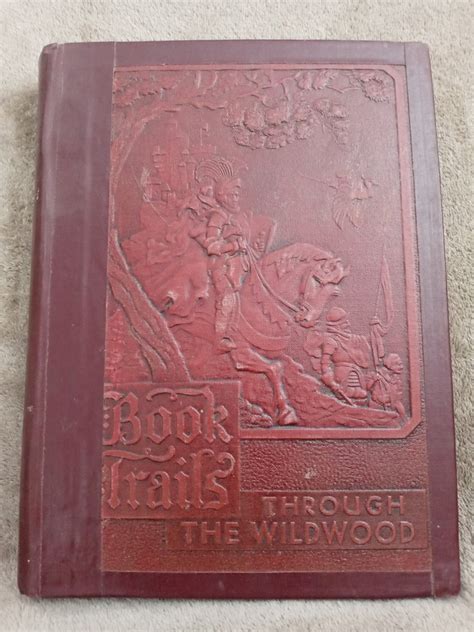 Book
Trails
THROUGH
THE WILDWOOD